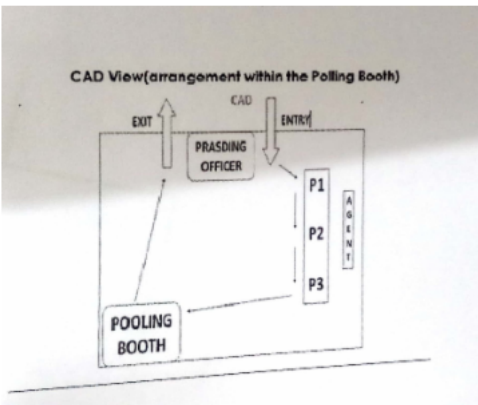 CAD View(arrangement within the Polling Booth)
CAD
EXIT
ENTRY
PRASDING
OFFICER
P1
P2
P3
AGENT
POOLING
BOOTH